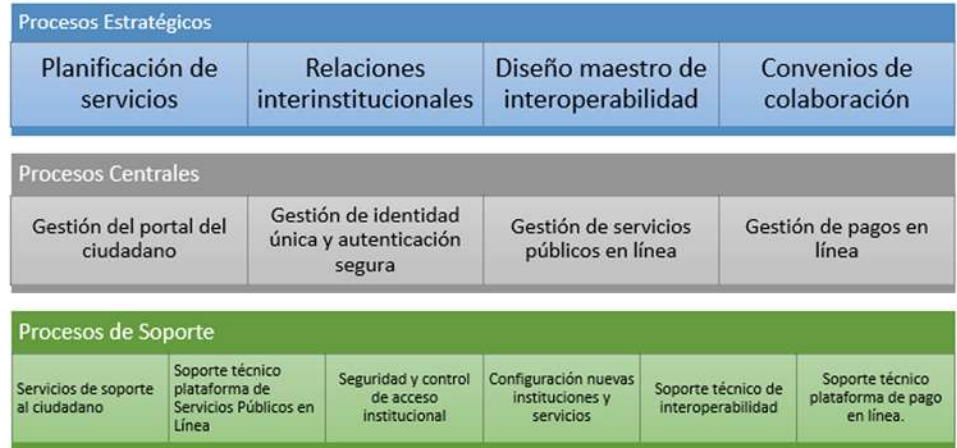 Procesos Estratégicos
Planificación de
servicios
Relaciones
interinstitucionales
Diseño maestro de
interoperabilidad
Convenios de
colaboración
Procesos Centrales
Gestión del portal del
ciudadano
Gestión de identidad
única y autenticación
segura
Gestión de servicios
públicos en línea
Gestión de pagos en
línea
Procesos de Soporte
Servicios de soporte
al ciudadano
Soporte técnico
plataforma de
Servicios Públicos en
Línea
Seguridad y control
de acceso
institucional
Configuración nuevas
instituciones y
servicios
Soporte técnico de
interoperabilidad
Soporte técnico
plataforma de pago
en línea.